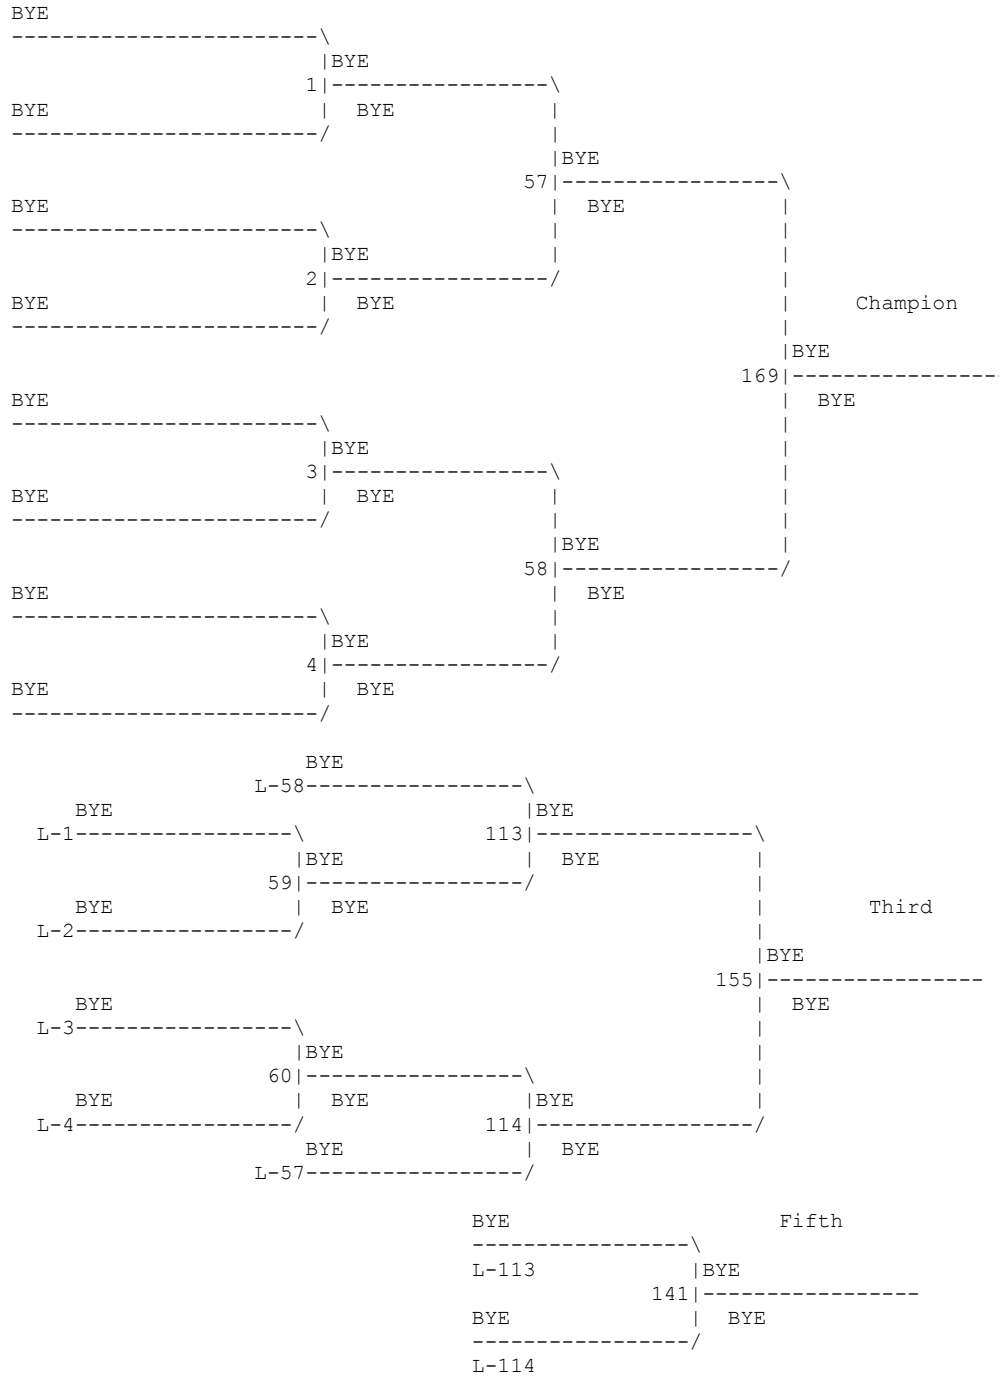 BYE
-----------------------\
|BYE
1|-----------------\
BYE | BYE |
-----------------------/ |
|BYE
57|-----------------\
BYE | BYE |
-----------------------\ | |
|BYE | |
2|-----------------/ |
BYE | BYE | Champion
-----------------------/ |
|BYE
169|----------------
BYE | BYE
-----------------------\ |
|BYE |
3|-----------------\ |
BYE | BYE | |
-----------------------/ | |
|BYE |
58|-----------------/
BYE | BYE
-----------------------\ |
|BYE |
4|-----------------/
BYE | BYE
-----------------------/
BYE
L-58-----------------\
BYE |BYE
L-1-----------------\ 113|-----------------\
|BYE | BYE |
59|-----------------/ |
BYE | BYE | Third
L-2-----------------/ |
|BYE
155|-----------------
BYE | BYE
L-3-----------------\ |
|BYE |
60|-----------------\ |
BYE | BYE |BYE |
L-4-----------------/ 114|-----------------/
BYE | BYE
L-57-----------------/
BYE Fifth
-----------------\
L-113 |BYE
141|-----------------
BYE | BYE
-----------------/
L-114